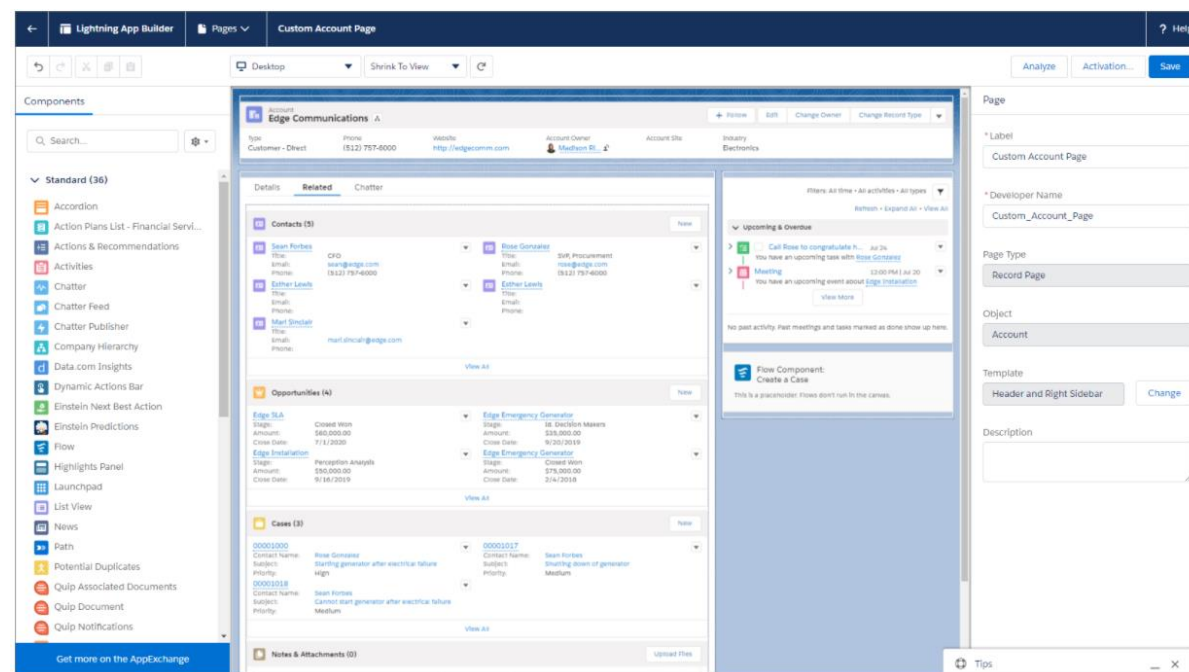 Lightning App Builder
Pages
Custom Account Page
? Help
Desktop
Shrink To View
Analyze
Activation...
Save
Components
Search...
Standard (36)
Accordion
Action Plans List - Financial Servi...
Actions & Recommendations
Activities
Chatter
Chatter Feed
Chatter Publisher
Company Hierarchy
Data.com Insights
Dynamic Actions Bar
Einstein Next Best Action
Einstein Predictions
Flow
Highlights Panel
Launchpad
List View
News
Path
Potential Duplicates
Quip Associated Documents
Quip Document
Quip Notifications
Get more on the AppExchange
Account
Edge Communications
+ Follow
Edit
Change Owner
Change Record Type
Type Phone Website Account Owner Account Site Industry
Customer - Direct (512) 757-6000 http://edgecomm.com Madison Ri... Electronics
Details Related Chatter
Contacts (5)
New
Sean Forbes
Title: CFO
Email: sean@edge.com
Phone: (512) 757-6000
Rose Gonzalez
Title: SVP, Procurement
Email: rose@edge.com
Phone: (512) 757-6000
Esther Lewis
Title:
Email:
Phone:
Esther Lewis
Title:
Email:
Phone:
Mari Sinclair
Title:
Email: mari.sinclair@edge.com
Phone:
View All
Opportunities (4)
New
Edge SLA
Stage: Closed Won
Amount: $60,000.00
Close Date: 7/1/2020
Edge Emergency Generator
Stage: Id. Decision Makers
Amount: $35,000.00
Close Date: 9/20/2019
Edge Installation
Stage: Perception Analysis
Amount: $50,000.00
Close Date: 9/16/2019
Edge Emergency Generator
Stage: Closed Won
Amount: $75,000.00
Close Date: 2/4/2018
View All
Cases (3)
New
00001000
Contact Name: Rose Gonzalez
Subject: Starting generator after electrical failure
Priority: High
00001017
Contact Name: Sean Forbes
Subject: Shutting down of generator
Priority: Medium
00001018
Contact Name: Sean Forbes
Subject: Cannot start generator after electrical failure
Priority: Medium
View All
Notes & Attachments (0)
Upload Files
Filters: All time • All activities • All types
Refresh • Expand All • View All
Upcoming & Overdue
Call Rose to congratulate h... Jul 24
You have an upcoming task with Rose Gonzalez
Meeting 12:00 PM | Jul 20
You have an upcoming event about Edge Installation
View More
No past activity. Past meetings and tasks marked as done show up here.
Flow Component:
Create a Case
This is a placeholder. Flows don't run in the canvas.
Page
*Label
Custom Account Page
*Developer Name
Custom_Account_Page
Page Type
Record Page
Object
Account
Template
Header and Right Sidebar
Change
Description
Tips